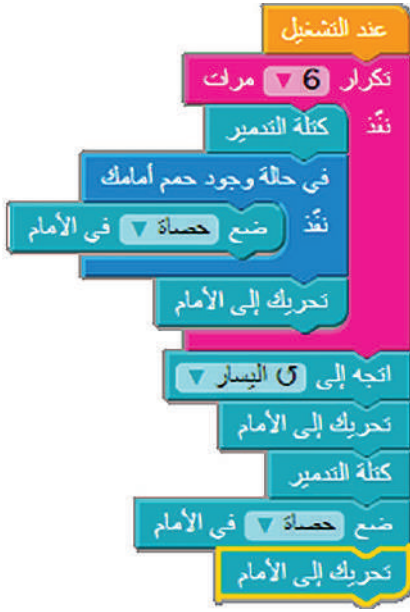 عند التشغيل
تكرار 6 ▼ مرات
نفّذ كتلة التدمير
في حالة وجود حمم أمامك
نفّذ ضع حصاة ▼ في الأمام
تحريك إلى الأمام
اتجه إلى ↺ اليسار ▼
تحريك إلى الأمام
كتلة التدمير
ضع حصاة ▼ في الأمام
تحريك إلى الأمام